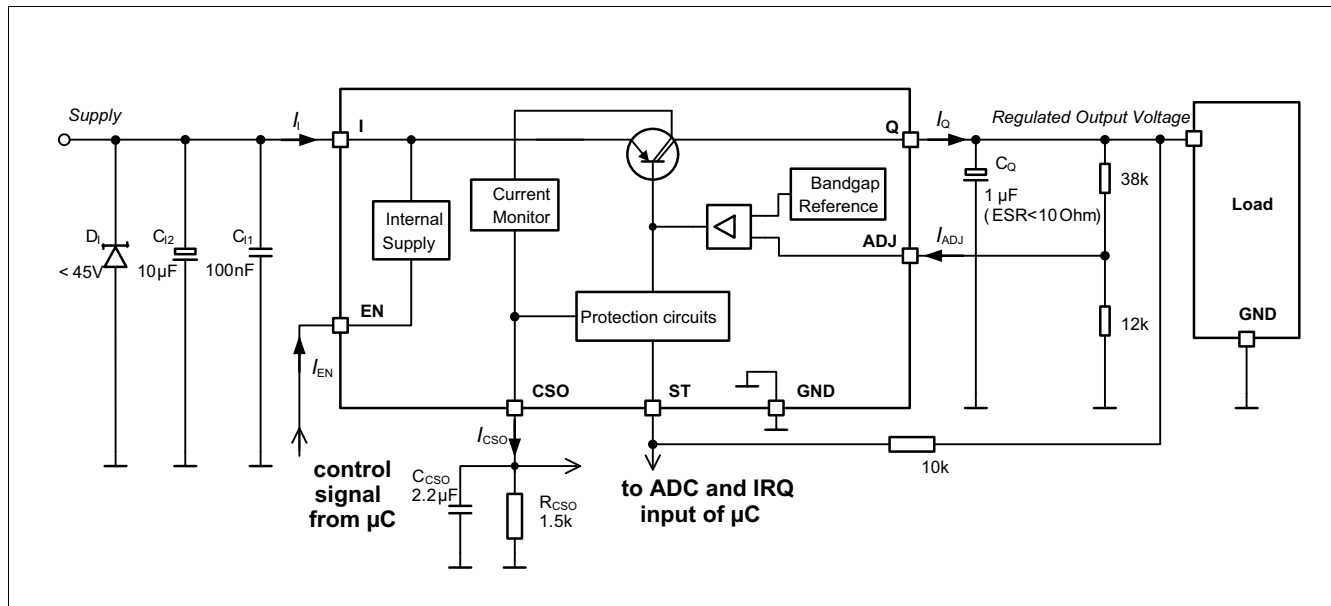 Supply
I_I
I
Q
I_Q
Regulated Output Voltage
C_Q
1 µF
(ESR<10 Ohm)
38k
Load
Current
Monitor
Bandgap
Reference
Internal
Supply
ADJ
I_ADJ
D_I
< 45V
C_I2
10µF
C_I1
100nF
EN
I_EN
Protection circuits
12k
GND
CSO
ST
GND
I_CSO
10k
control
signal
from µC
C_CSO
2.2µF
R_CSO
1.5k
to ADC and IRQ
input of µC